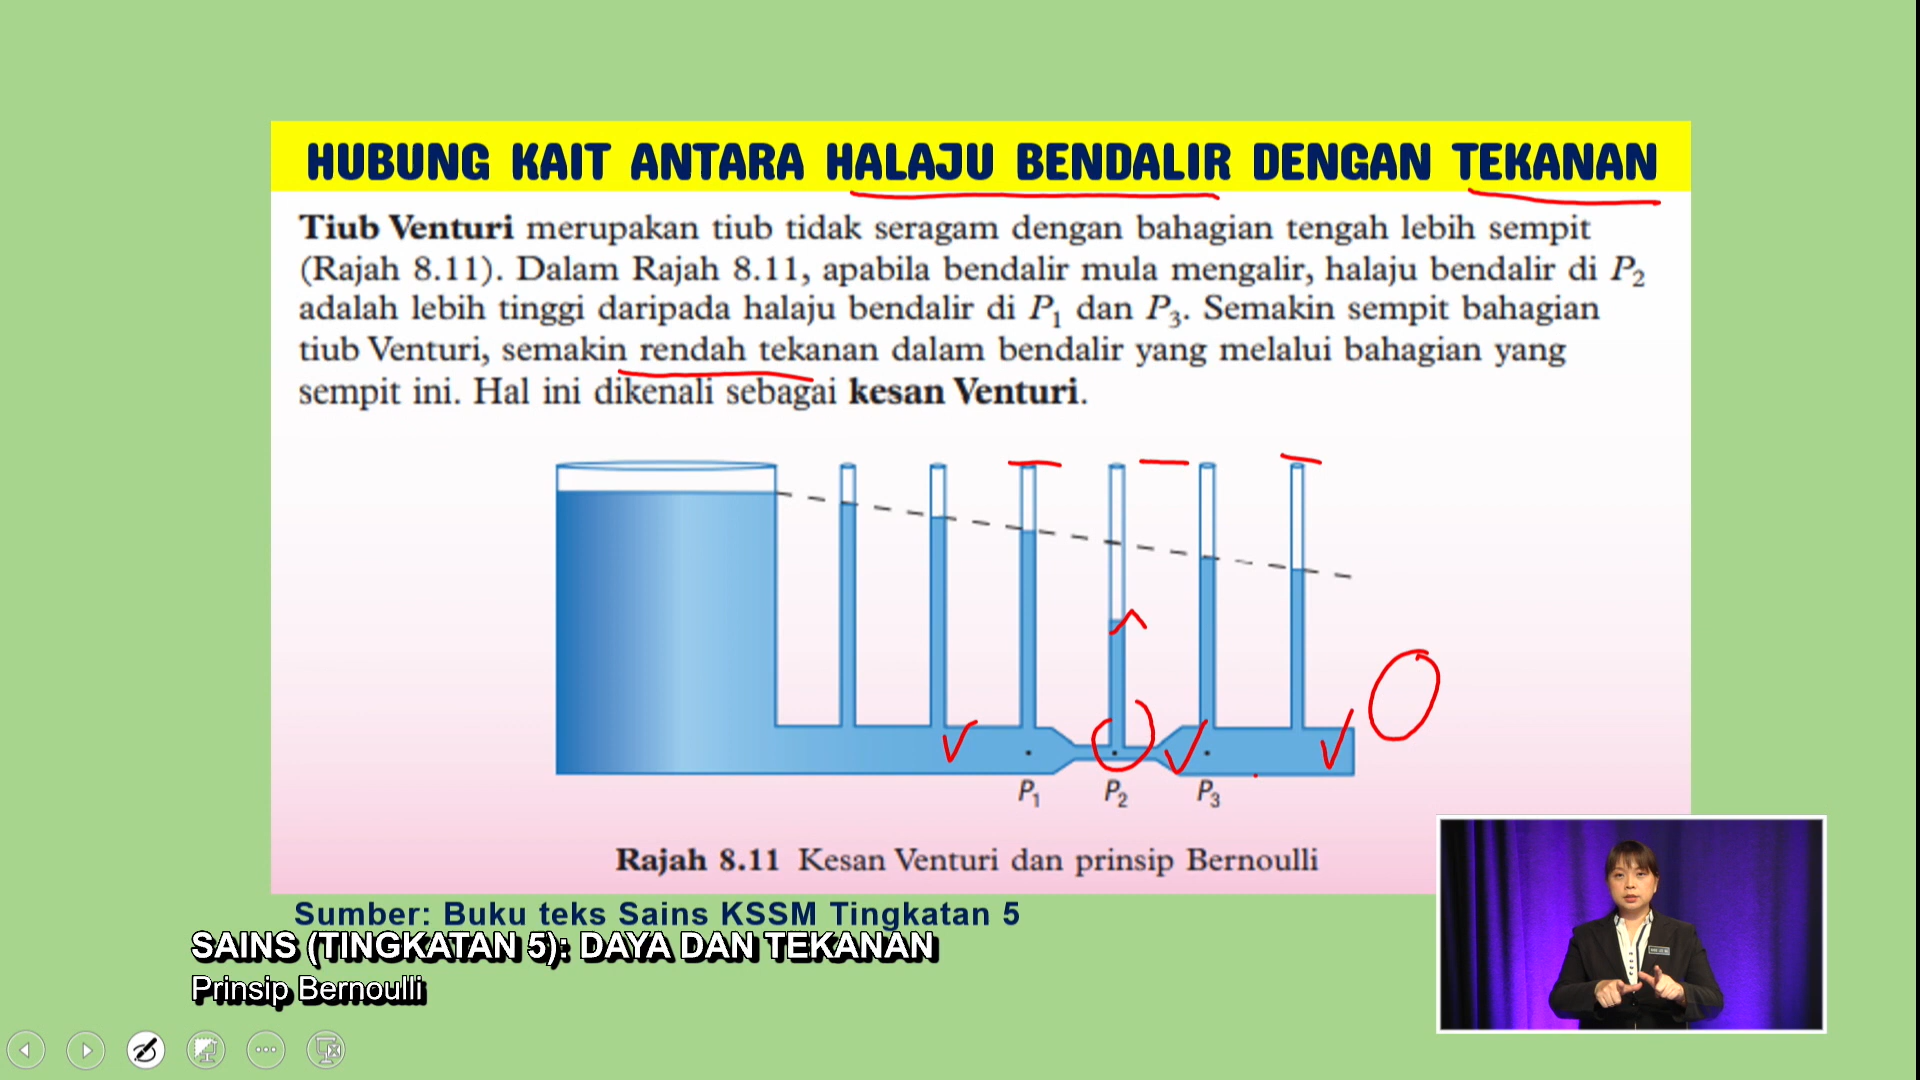 HUBUNG KAIT ANTARA HALAJU BENDALIR DENGAN TEKANAN
Tiub Venturi merupakan tiub tidak seragam dengan bahagian tengah lebih sempit
(Rajah 8.11). Dalam Rajah 8.11, apabila bendalir mula mengalir, halaju bendalir di P₂
adalah lebih tinggi daripada halaju bendalir di P₁ dan P₃. Semakin sempit bahagian
tiub Venturi, semakin rendah tekanan dalam bendalir yang melalui bahagian yang
sempit ini. Hal ini dikenali sebagai kesan Venturi.
P₁ P₂ P₃
Rajah 8.11 Kesan Venturi dan prinsip Bernoulli
Sumber: Buku teks Sains KSSM Tingkatan 5
SAINS (TINGKATAN 5): DAYA DAN TEKANAN
Prinsip Bernoulli